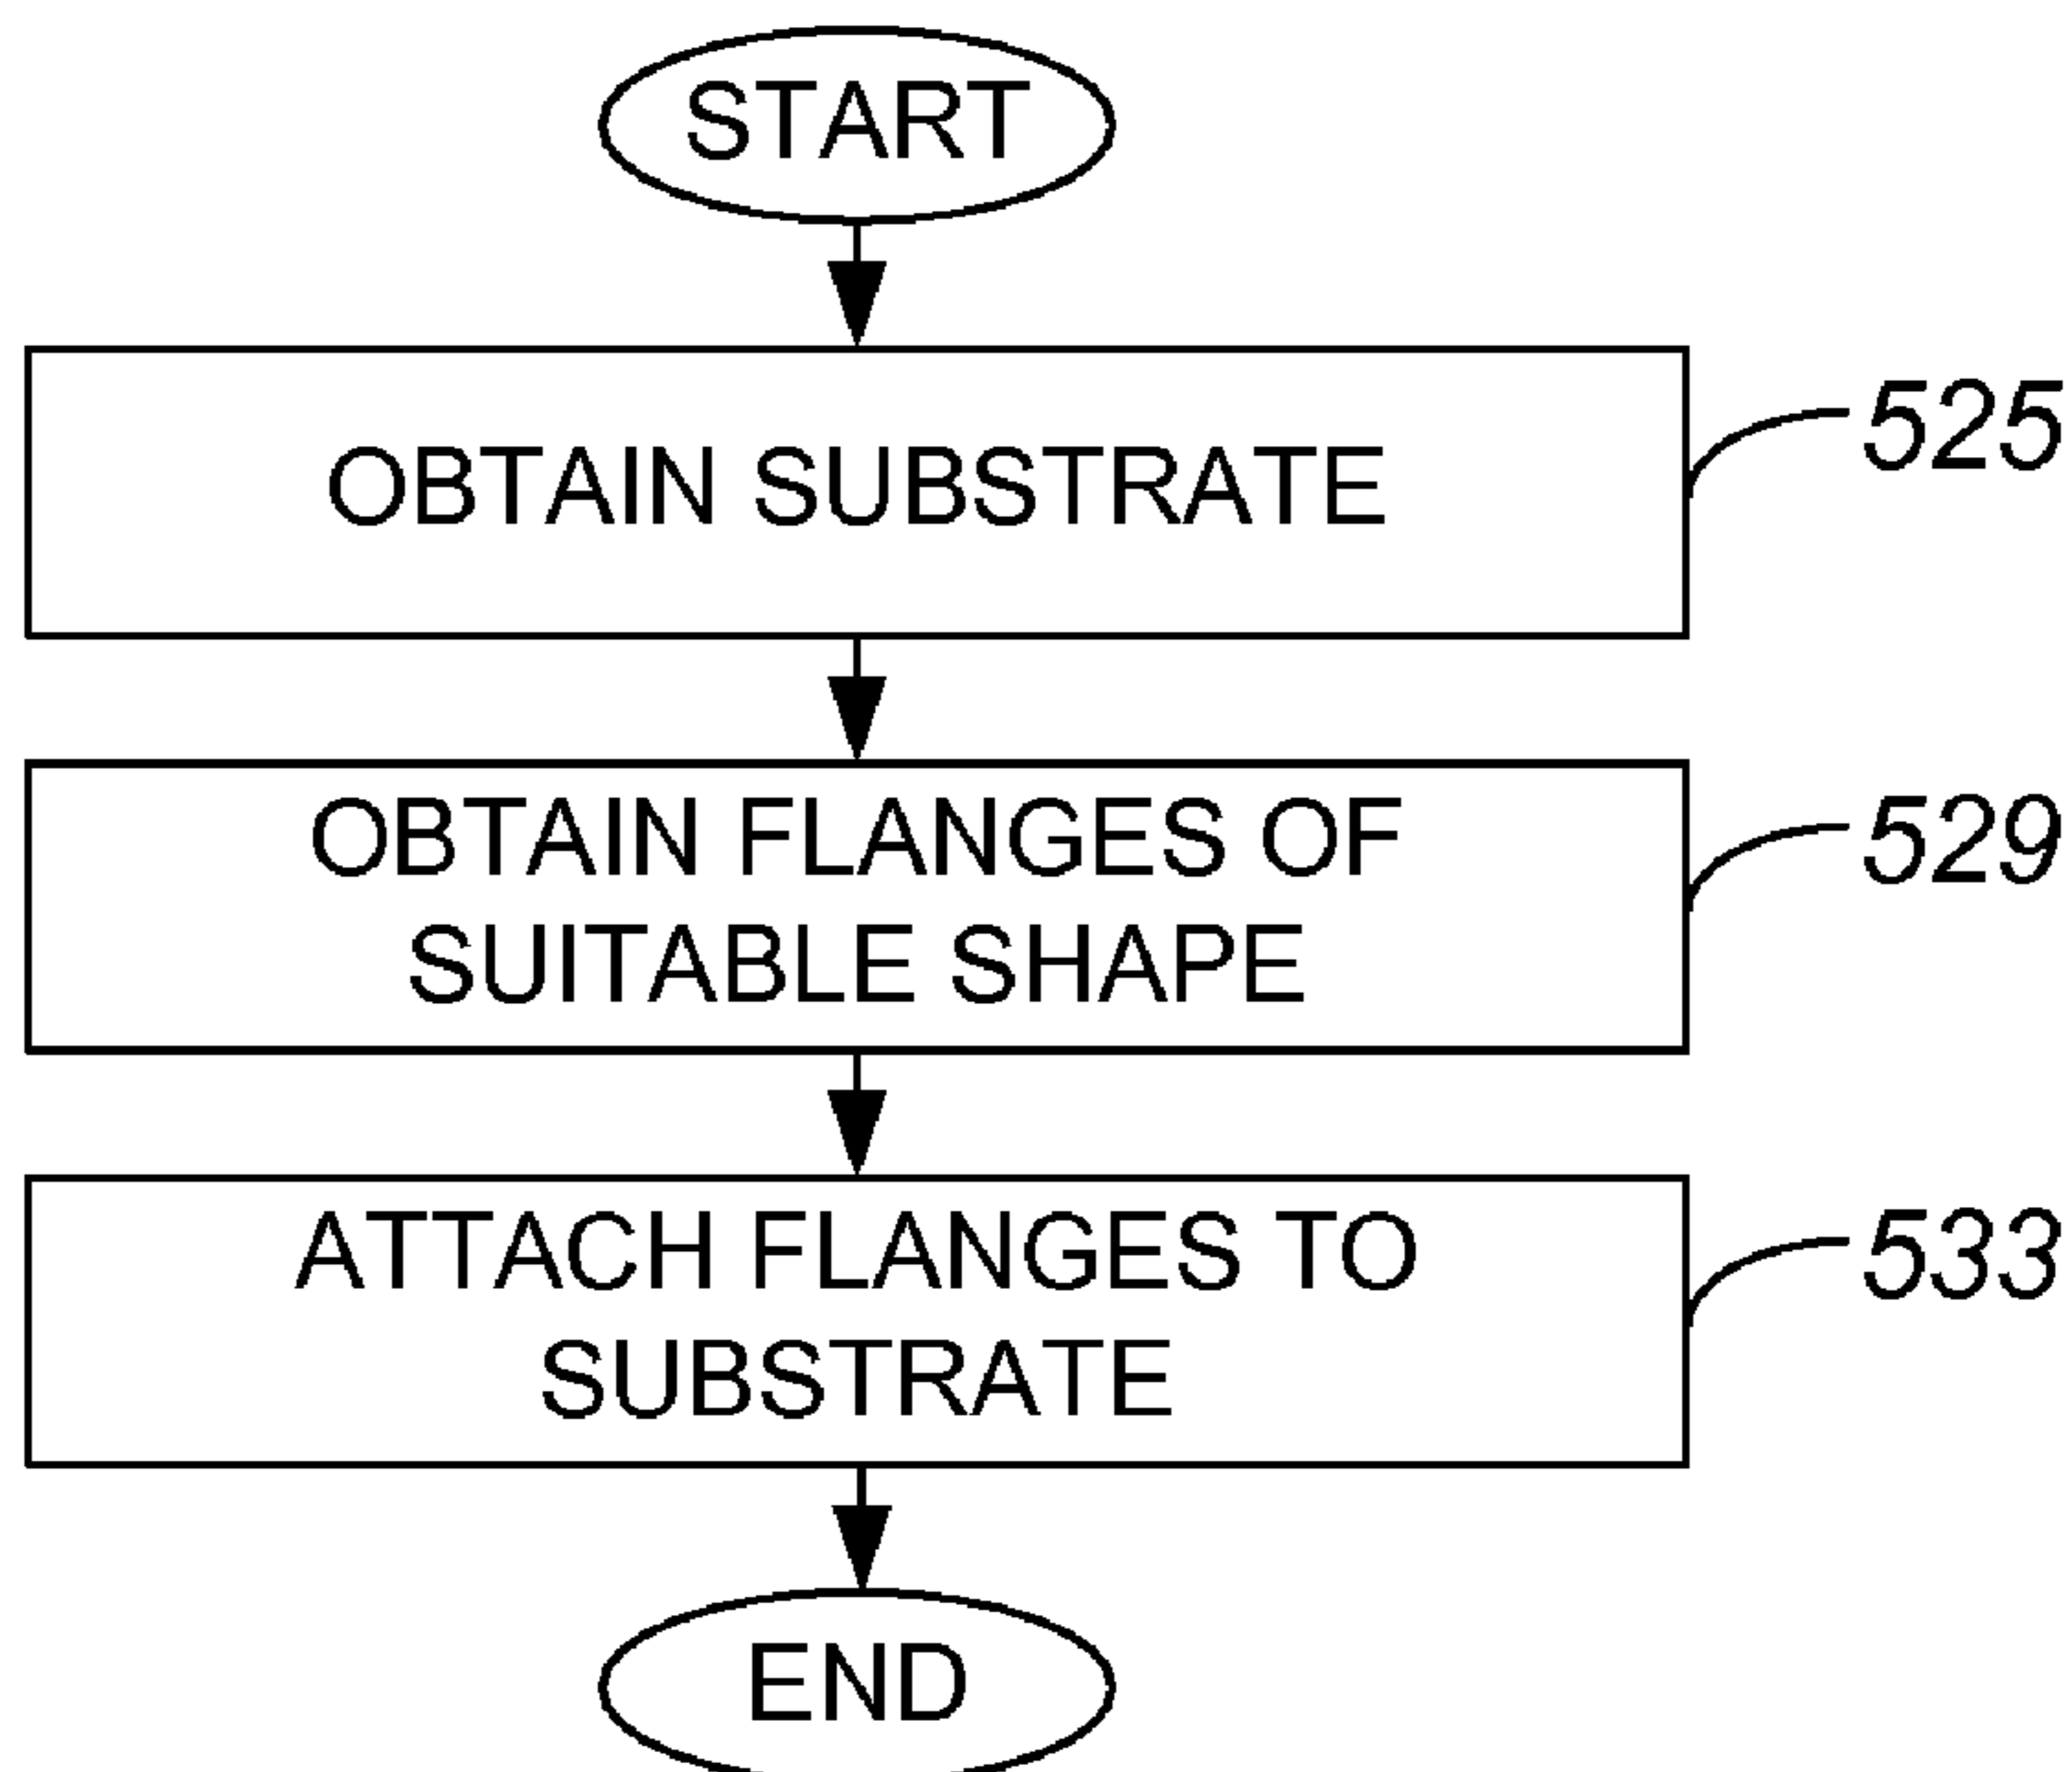 START
OBTAIN SUBSTRATE
525
OBTAIN FLANGES OF
SUITABLE SHAPE
529
ATTACH FLANGES TO
SUBSTRATE
533
END